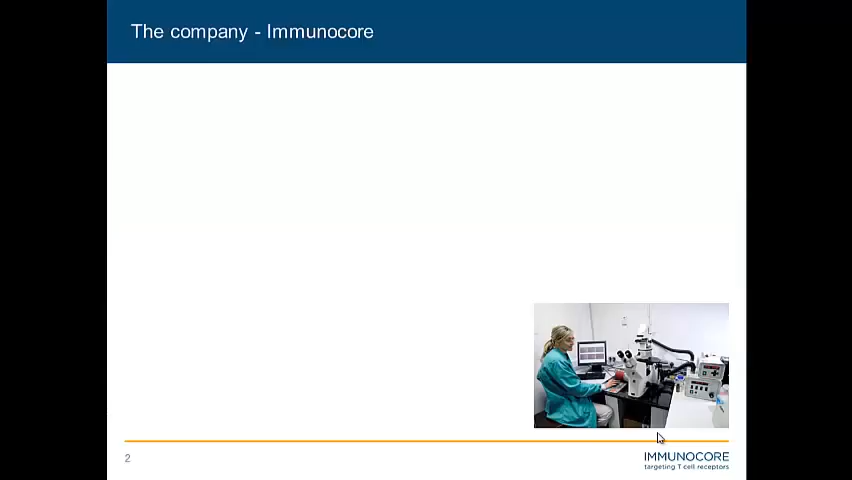 The company - Immunocore
2
IMMUNOCORE
targeting T cell receptors